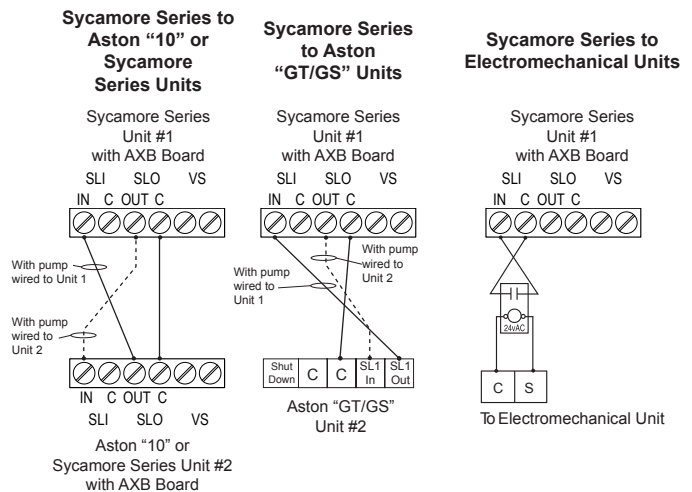 Sycamore Series to
Aston “10” or
Sycamore
Series Units
Sycamore Series
Unit #1
with AXB Board
SLI SLO VS
IN C OUT C
With pump
wired to Unit 1
With pump
wired to
Unit 2
IN C OUT C
SLI SLO VS
Aston “10” or
Sycamore Series Unit #2
with AXB Board
Sycamore Series
to Aston
“GT/GS” Units
Sycamore Series
Unit #1
with AXB Board
SLI SLO VS
IN C OUT C
With pump
wired to
Unit 2
With pump
wired to
Unit 1
Shut
Down
C
C
SL1
In
SL1
Out
Aston “GT/GS”
Unit #2
Sycamore Series to
Electromechanical Units
Sycamore Series
Unit #1
with AXB Board
SLI SLO VS
IN C OUT C
24vAC
C S
To Electromechanical Unit